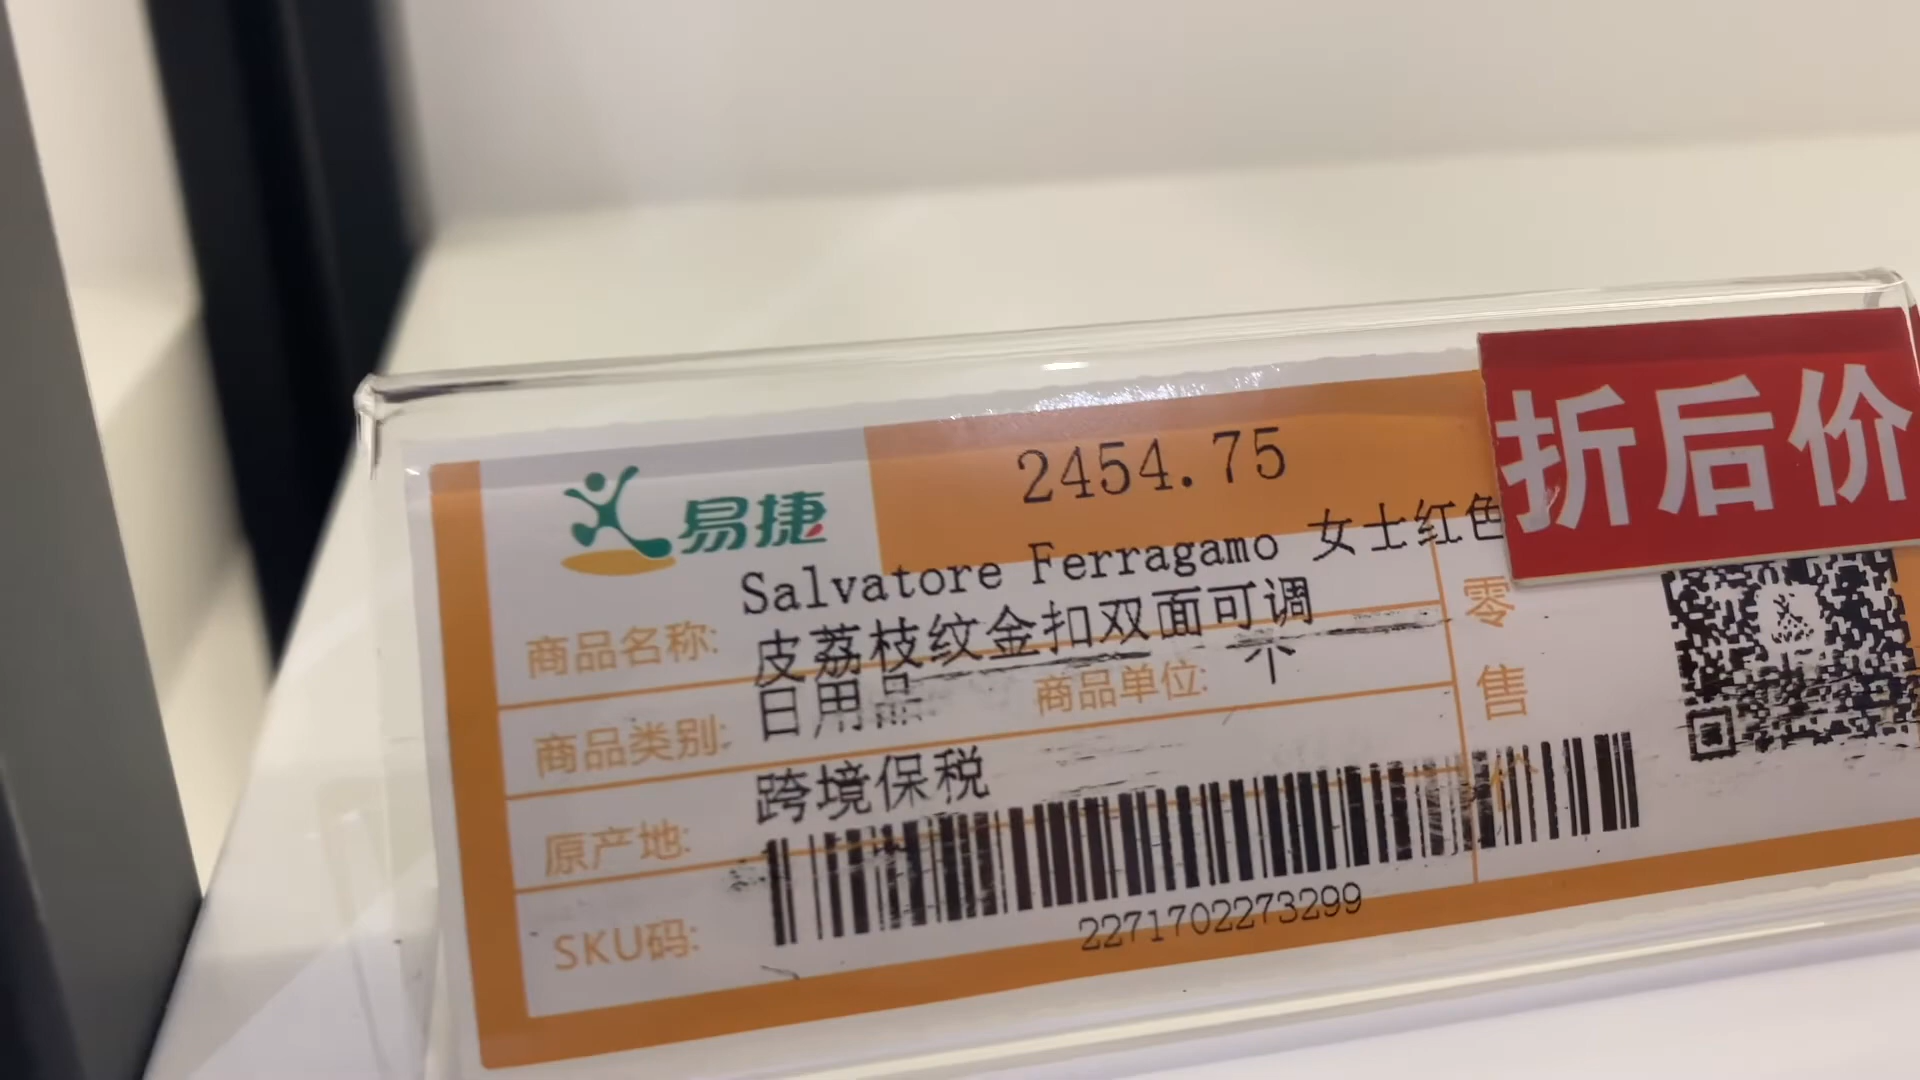 折后价
2454.75
易捷
Salvatore Ferragamo 女士红色
商品名称: 皮荔枝纹金扣双面可调
商品类别: 日用品 商品单位: 个
零售价
原产地: 跨境保税
SKU码: 2271702273299